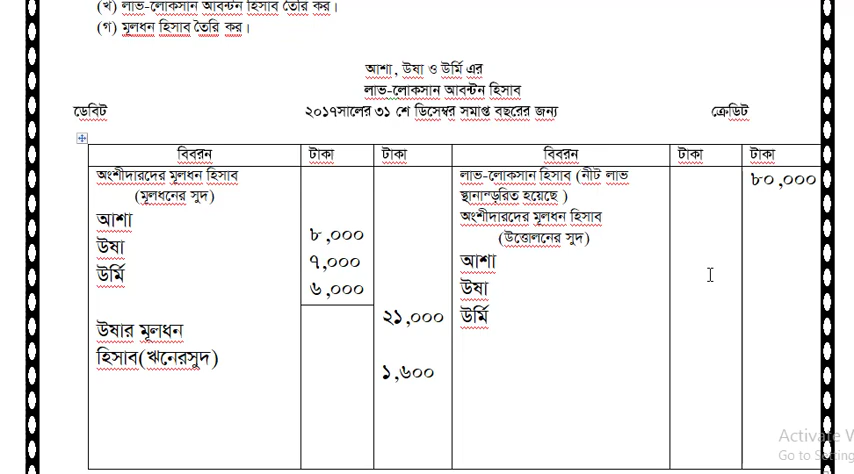 (খ) লাভ-লোকসান আবন্টন হিসাব তৈরি কর।
(গ) মূলধন হিসাব তৈরি কর।
আশা, উষা ও উর্মি এর
লাভ-লোকসান আবন্টন হিসাব
ডেবিট ২০১৭সালের ৩১ শে ডিসেম্বর সমাপ্ত বছরের জন্য ক্রেডিট
বিবরন টাকা টাকা বিবরন টাকা টাকা
অংশীদারদের মূলধন হিসাব
(মূলধনের সুদ)
আশা
৮,০০০
উষা
৭,০০০
উর্মি
৬,০০০
২১,০০০
উষার মূলধন
হিসাব(ঋনেরসুদ)
১,৬০০
লাভ-লোকসান হিসাব (নীট লাভ
৮০,০০০
স্থানান্ড়রিত হয়েছে )
অংশীদারদের মূলধন হিসাব
(উত্তোলনের সুদ)
আশা
উষা
উর্মি
Activate W
Go to Setting